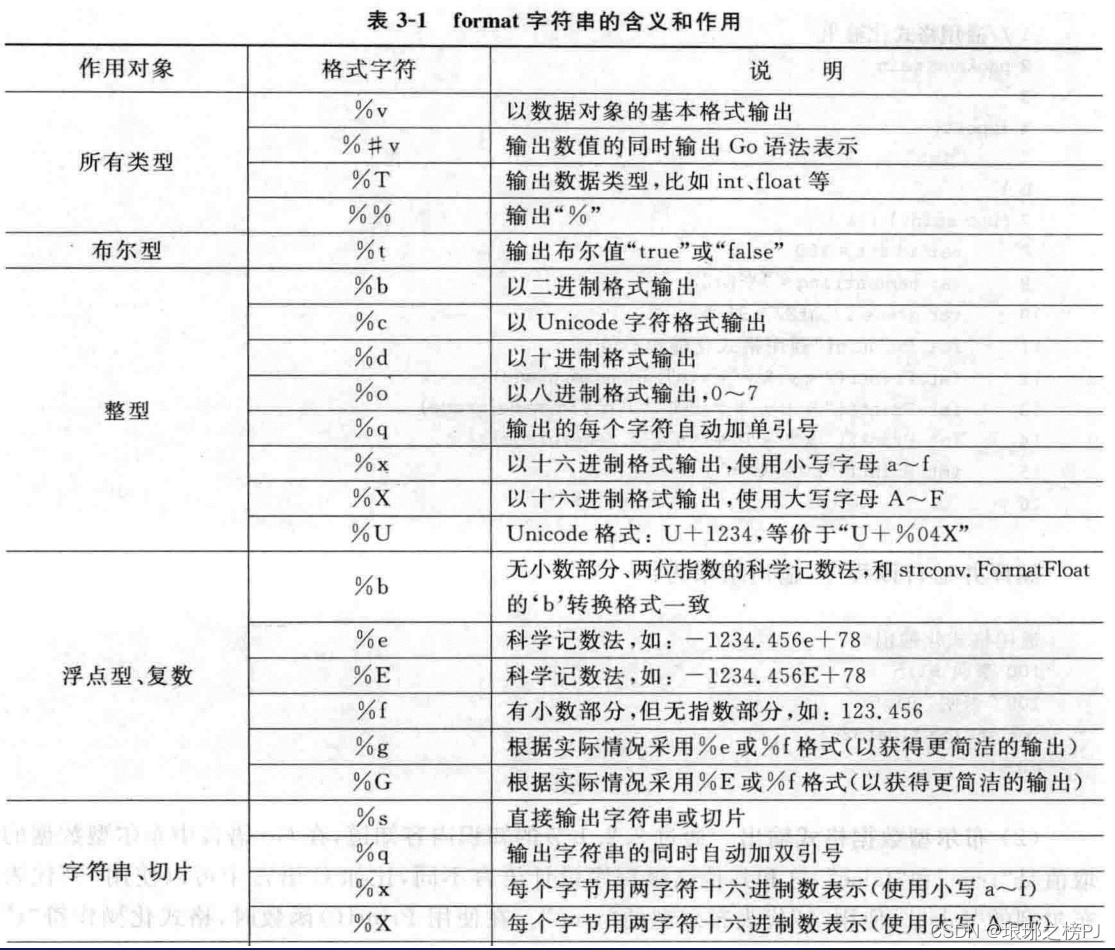 表 3-1 format 字符串的含义和作用
作用对象 格式字符 说 明
所有类型
%v 以数据对象的基本格式输出
%#v 输出数值的同时输出 Go 语法表示
%T 输出数据类型,比如 int、float 等
%% 输出“%”
布尔型 %t 输出布尔值“true”或“false”
整型
%b 以二进制格式输出
%c 以 Unicode 字符格式输出
%d 以十进制格式输出
%o 以八进制格式输出,0～7
%q 输出的每个字符自动加单引号
%x 以十六进制格式输出,使用小写字母 a～f
%X 以十六进制格式输出,使用大写字母 A～F
%U Unicode 格式：U+1234,等价于“U+%04X”
浮点型、复数
%b 无小数部分、两位指数的科学记数法,和 strconv.FormatFloat
的‘b’转换格式一致
%e 科学记数法,如：-1234.456e+78
%E 科学记数法,如：-1234.456E+78
%f 有小数部分,但无指数部分,如：123.456
%g 根据实际情况采用%e或%f格式(以获得更简洁的输出)
%G 根据实际情况采用%E或%f格式(以获得更简洁的输出)
字符串、切片
%s 直接输出字符串或切片
%q 输出字符串的同时自动加双引号
%x 每个字节用两字符十六进制数表示(使用小写 a～f)
%X 每个字节用两字符十六进制数表示(使用大写 A～F)
CSDN @琅琊之榜PJ